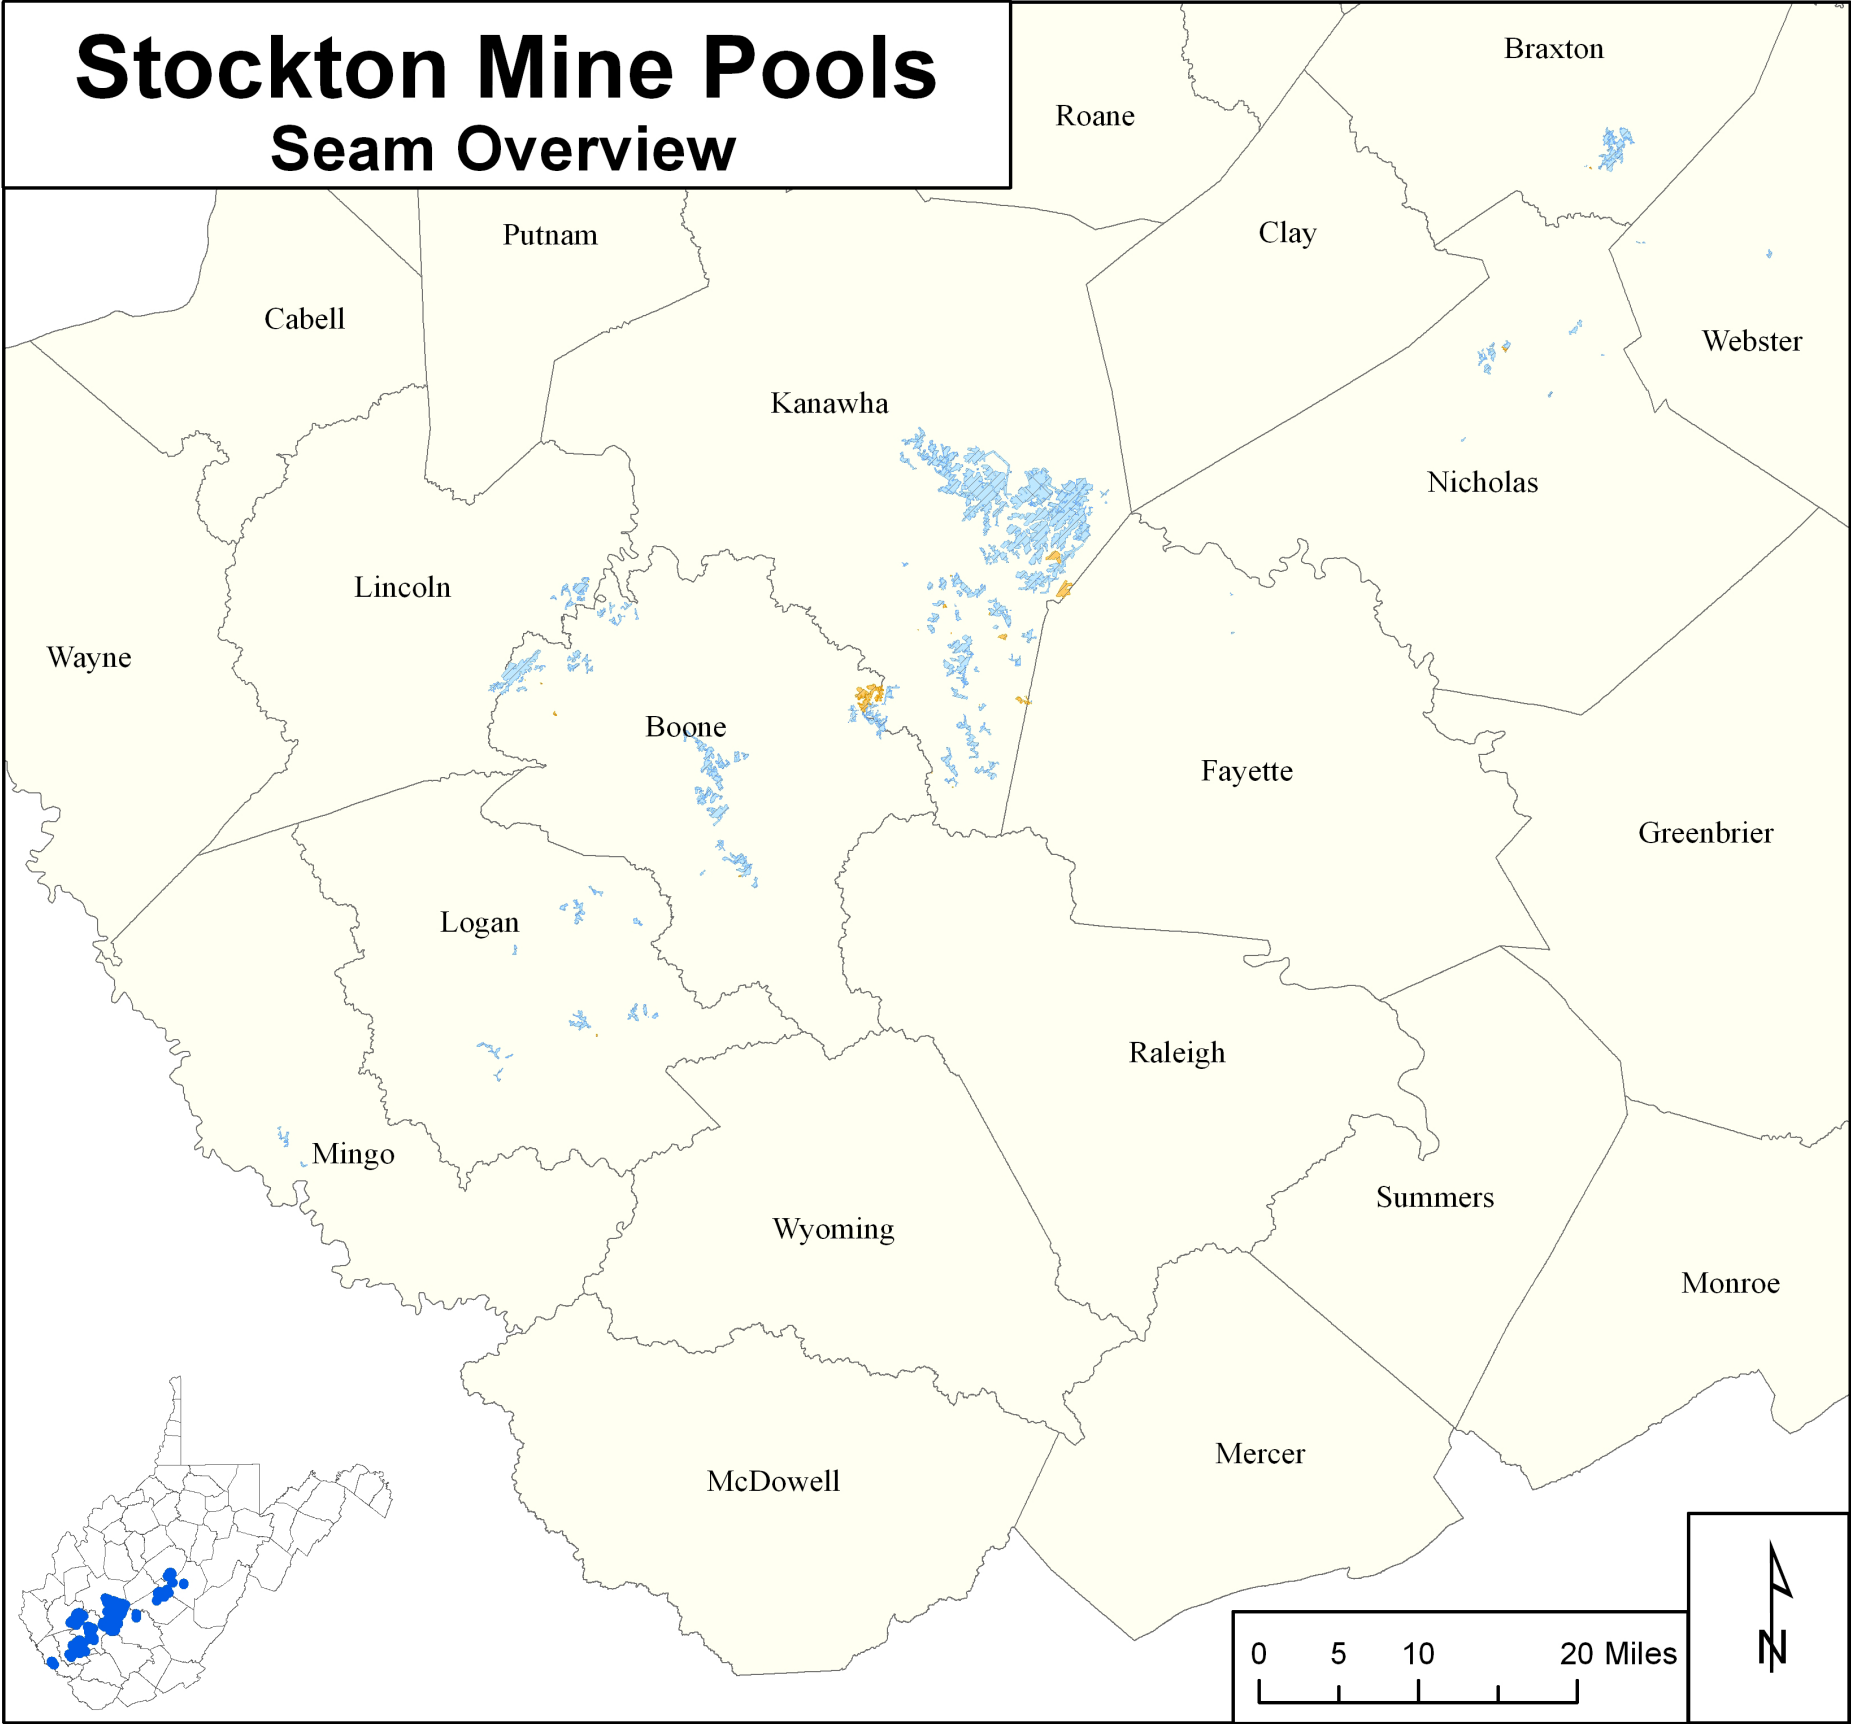 Stockton Mine Pools
Seam Overview
Braxton
Roane
Clay
Putnam
Cabell
Webster
Kanawha
Nicholas
Lincoln
Wayne
Boone
Fayette
Greenbrier
Logan
Raleigh
Mingo
Summers
Wyoming
Monroe
Mercer
McDowell
N
0 5 10 20 Miles